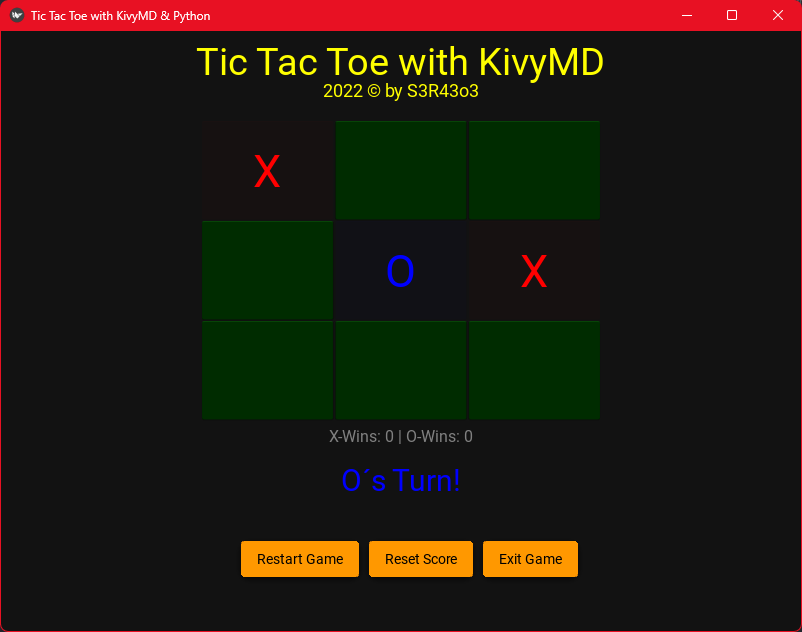 Tic Tac Toe with KivyMD & Python
Tic Tac Toe with KivyMD
2022 © by S3R43o3
X
O X
X-Wins: 0 | O-Wins: 0
O´s Turn!
Restart Game Reset Score Exit Game